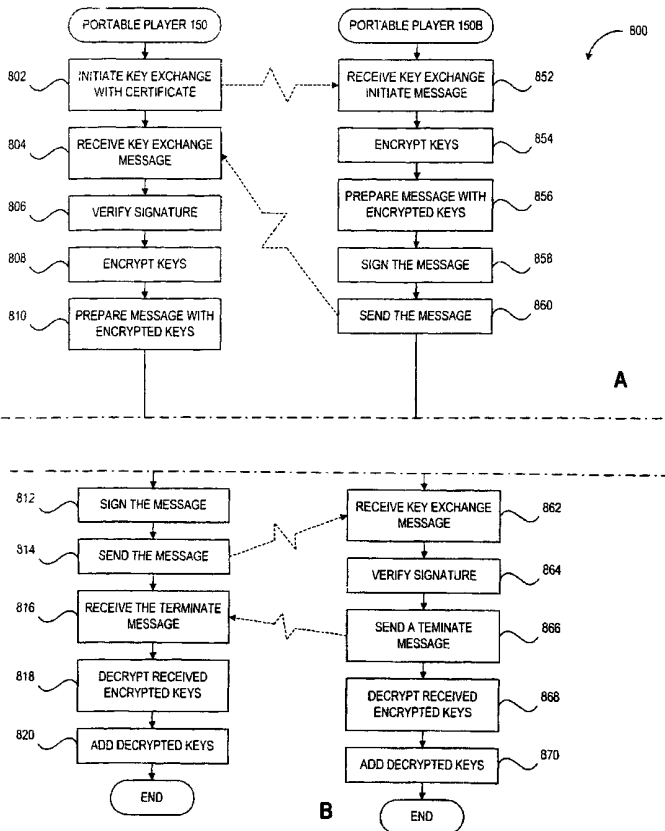 PORTABLE PLAYER 150
PORTABLE PLAYER 150B
800
802
INITIATE KEY EXCHANGE
WITH CERTIFICATE
RECEIVE KEY EXCHANGE
INITIATE MESSAGE
852
804
RECEIVE KEY EXCHANGE
MESSAGE
ENCRYPT KEYS
854
806
VERIFY SIGNATURE
PREPARE MESSAGE WITH
ENCRYPTED KEYS
856
808
ENCRYPT KEYS
SIGN THE MESSAGE
858
810
PREPARE MESSAGE WITH
ENCRYPTED KEYS
SEND THE MESSAGE
860
A
812
SIGN THE MESSAGE
RECEIVE KEY EXCHANGE
MESSAGE
862
814
SEND THE MESSAGE
VERIFY SIGNATURE
864
816
RECEIVE THE TERMINATE
MESSAGE
SEND A TEMINATE
MESSAGE
866
818
DECRYPT RECEIVED
ENCRYPTED KEYS
DECRYPT RECEIVED
ENCRYPTED KEYS
868
820
ADD DECRYPTED KEYS
ADD DECRYPTED KEYS
870
END
B
END